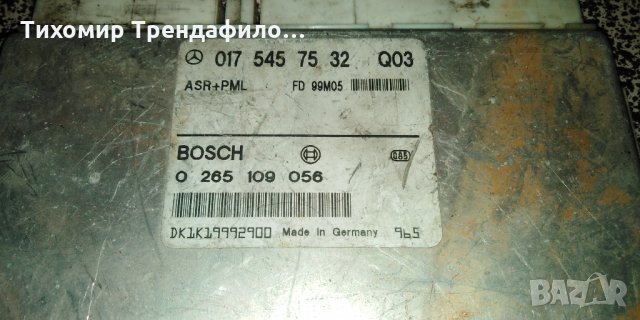 Тихомир Трендафило...
017 545 75 32 Q03
ASR+PML FD 99M05
BOSCH
0 265 109 056
DK1K19992900 Made in Germany 965
BAZAR